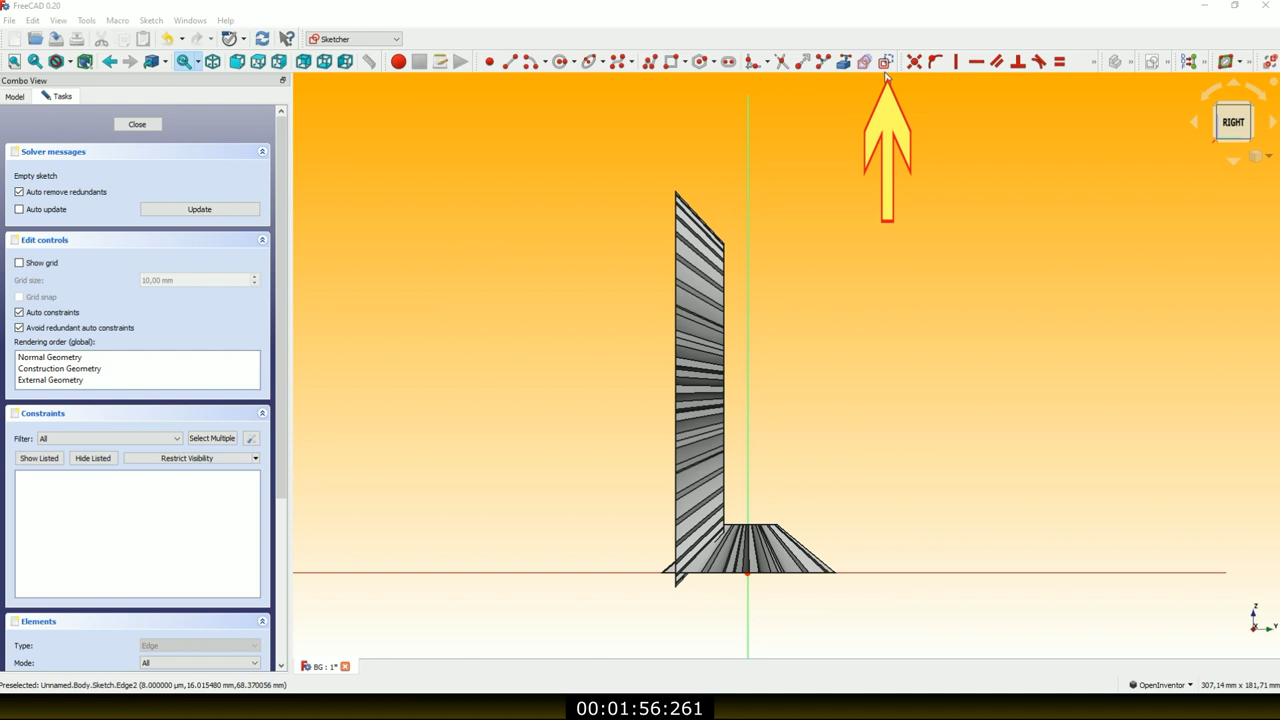 FreeCAD 0.20
File Edit View Tools Macro Sketch Windows Help
Sketcher
Combo View
Model Tasks
Close
Solver messages
Empty sketch
Auto remove redundants
Auto update Update
Edit controls
Show grid
Grid size: 10,00 mm
Grid snap
Auto constraints
Avoid redundant auto constraints
Rendering order (global):
Normal Geometry
Construction Geometry
External Geometry
Constraints
Filter: All Select Multiple
Show Listed Hide Listed Restrict Visibility
Elements
Type: Edge
Mode: All
RIGHT
Z
X Y
BG : 1*
Preselected: Unnamed.Body.Sketch.Edge2 (8.000000 µm,16.015480 mm,68.370056 mm) OpenInventor 307,14 mm x 181,71 mm
00:01:56:261